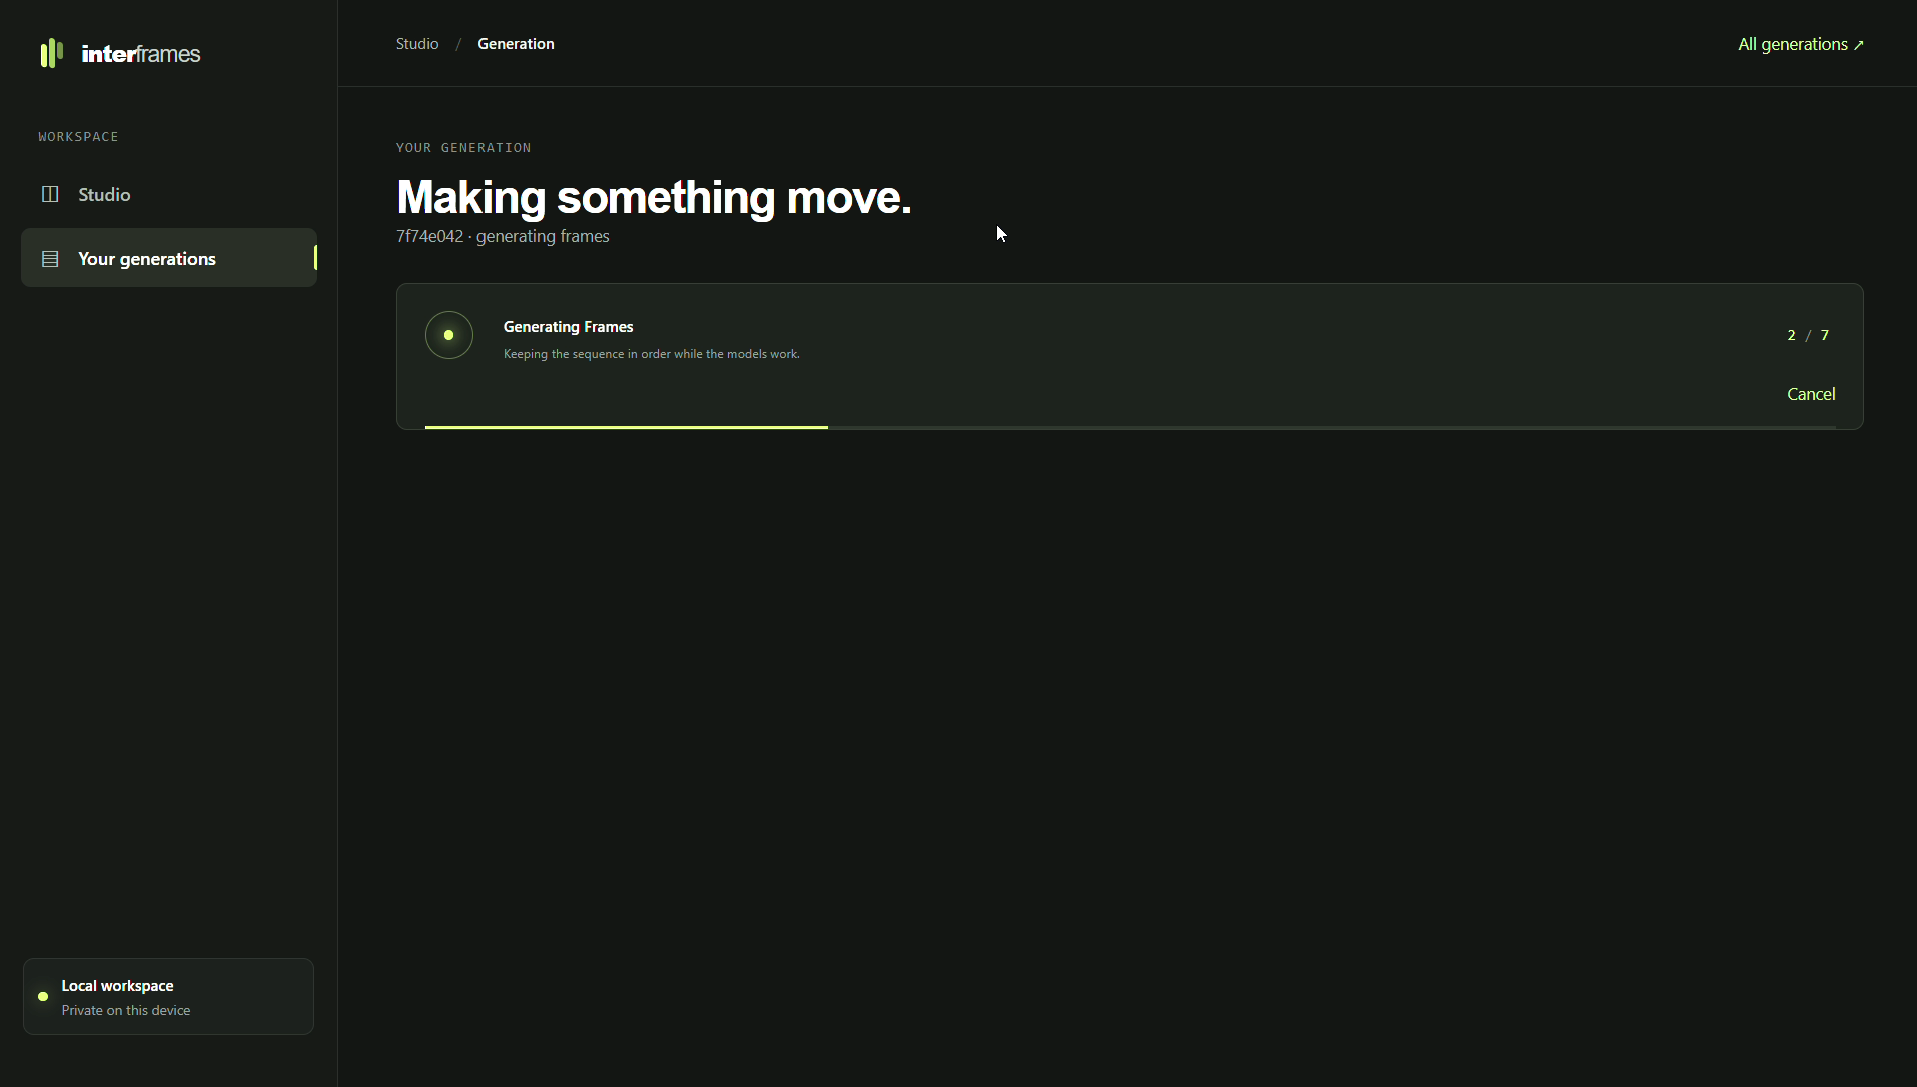 interframes
Studio / Generation
All generations ↗
WORKSPACE
Studio
Your generations
YOUR GENERATION
Making something move.
7f74e042 · generating frames
Generating Frames
Keeping the sequence in order while the models work.
2 / 7
Cancel
Local workspace
Private on this device